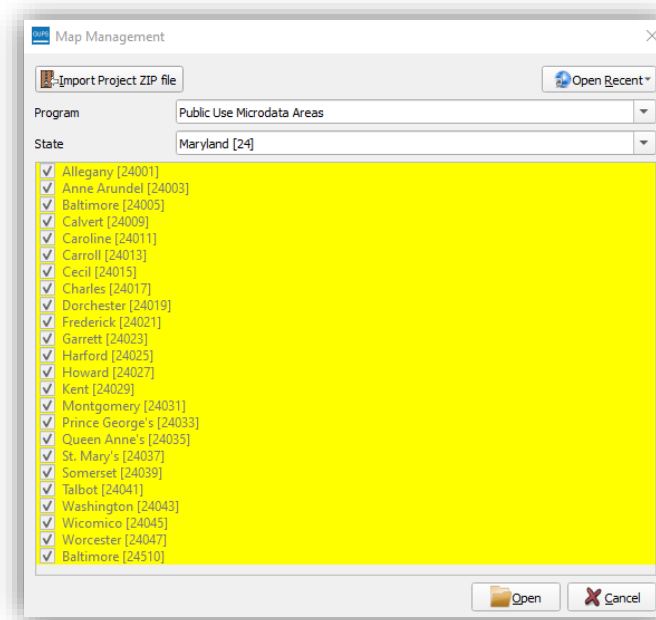 GUPS Map Management
Import Project ZIP file Open Recent
Program Public Use Microdata Areas
State Maryland [24]
Allegany [24001]
Anne Arundel [24003]
Baltimore [24005]
Calvert [24009]
Caroline [24011]
Carroll [24013]
Cecil [24015]
Charles [24017]
Dorchester [24019]
Frederick [24021]
Garrett [24023]
Harford [24025]
Howard [24027]
Kent [24029]
Montgomery [24031]
Prince George's [24033]
Queen Anne's [24035]
St. Mary's [24037]
Somerset [24039]
Talbot [24041]
Washington [24043]
Wicomico [24045]
Worcester [24047]
Baltimore [24510]
Open Cancel